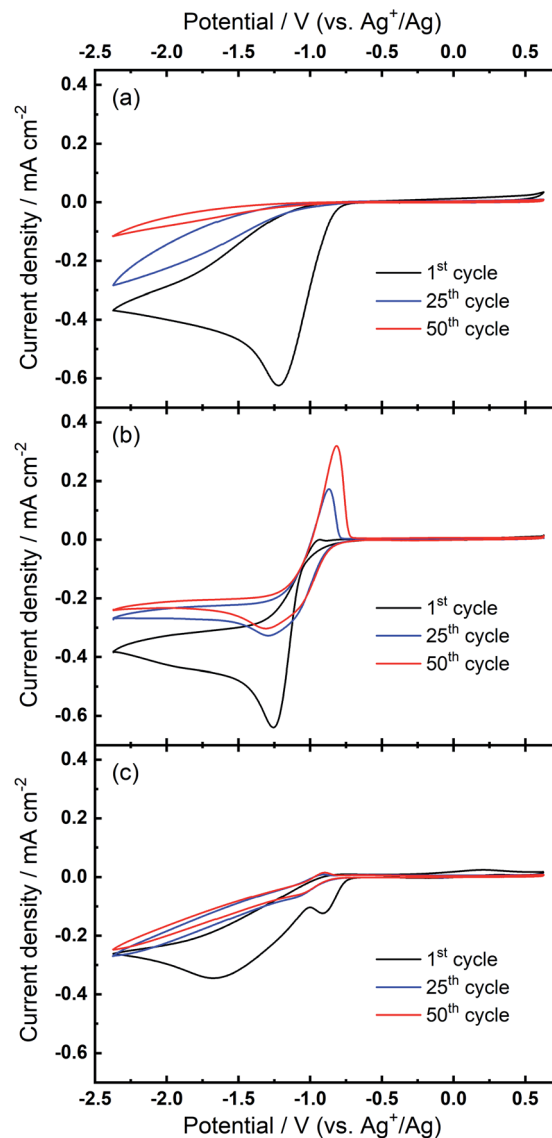 Potential / V (vs. Ag⁺/Ag)
-2.5 -2.0 -1.5 -1.0 -0.5 0.0 0.5
(a)
0.4
0.2
0.0
-0.2
-0.4
-0.6
Current density / mA cm⁻²
1ˢᵗ cycle
25ᵗʰ cycle
50ᵗʰ cycle
(b)
0.4
0.2
0.0
-0.2
-0.4
-0.6
Current density / mA cm⁻²
1ˢᵗ cycle
25ᵗʰ cycle
50ᵗʰ cycle
(c)
0.4
0.2
0.0
-0.2
-0.4
-0.6
Current density / mA cm⁻²
1ˢᵗ cycle
25ᵗʰ cycle
50ᵗʰ cycle
-2.5 -2.0 -1.5 -1.0 -0.5 0.0 0.5
Potential / V (vs. Ag⁺/Ag)